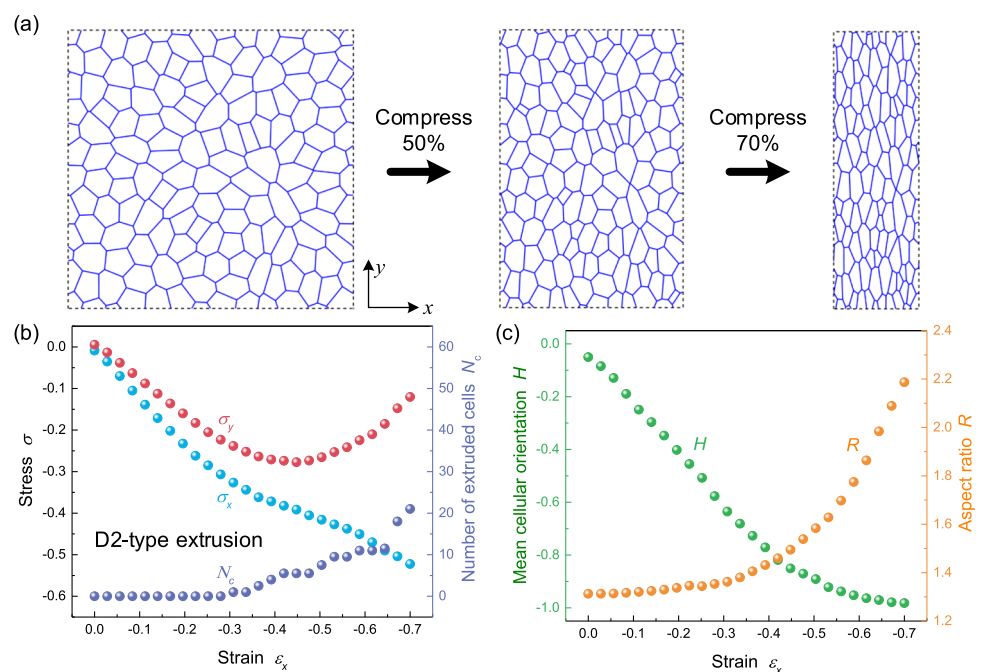 (a)
Compress
50%
Compress
70%
y
x
(b)
0.0
-0.1
-0.2
-0.3
-0.4
-0.5
-0.6
Stress σ
σy
σx
D2-type extrusion
Nc
60
50
40
30
20
10
0
Number of extruded cells Nc
0.0 -0.1 -0.2 -0.3 -0.4 -0.5 -0.6 -0.7
Strain εx
(c)
0.0
-0.2
-0.4
-0.6
-0.8
-1.0
Mean cellular orientation H
H
R
2.4
2.2
2.0
1.8
1.6
1.4
1.2
Aspect ratio R
0.0 -0.1 -0.2 -0.3 -0.4 -0.5 -0.6 -0.7
Strain εx